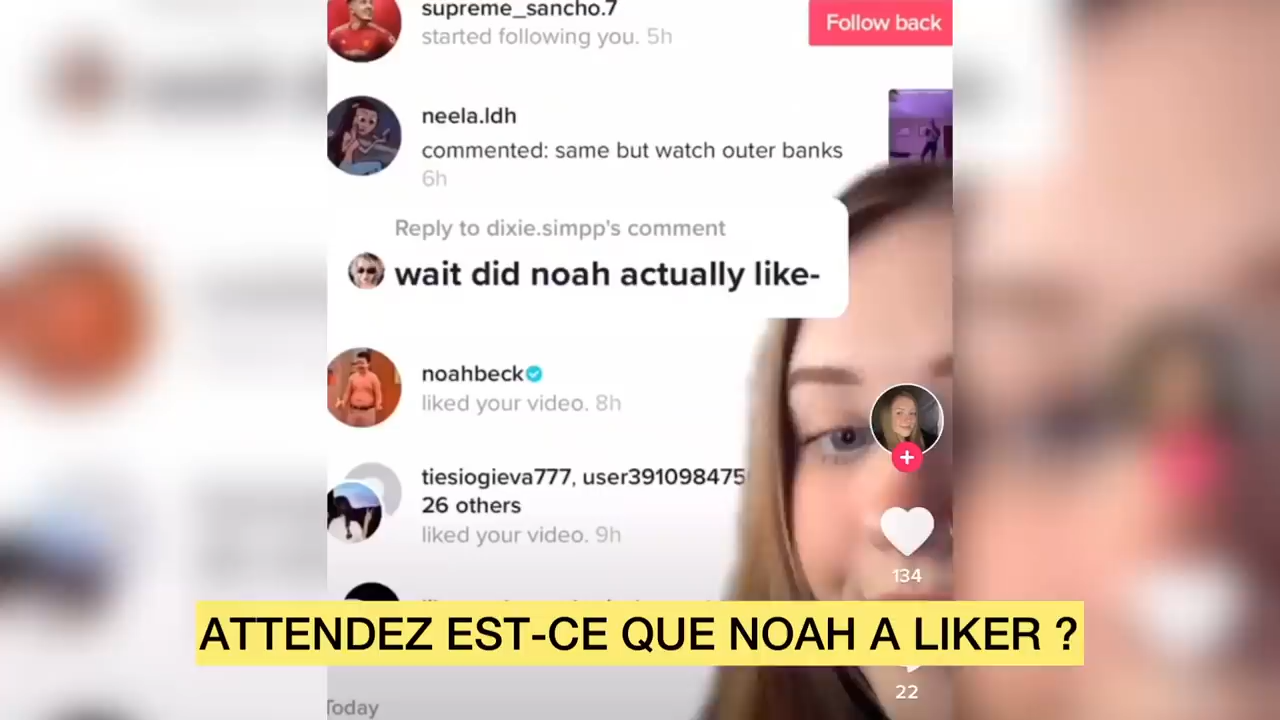 supreme_sancho.7
started following you. 5h
Follow back
neela.ldh
commented: same but watch outer banks
6h
Reply to dixie.simpp's comment
wait did noah actually like-
noahbeck
liked your video. 8h
tiesiogieva777, user391098475
26 others
liked your video. 9h
134
ATTENDEZ EST-CE QUE NOAH A LIKER ?
22
Today